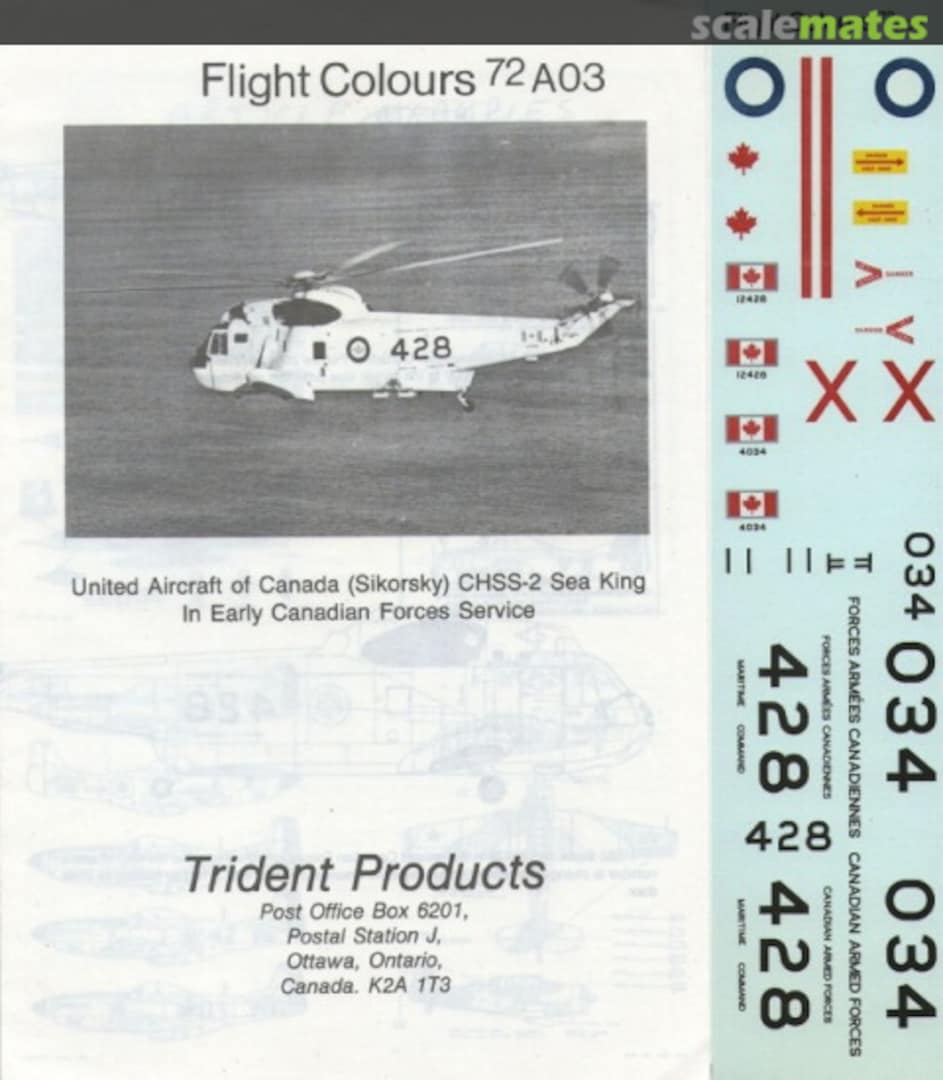 scalemates
Flight Colours 72 A03
428
United Aircraft of Canada (Sikorsky) CHSS-2 Sea King
In Early Canadian Forces Service
Trident Products
Post Office Box 6201,
Postal Station J,
Ottawa, Ontario,
Canada. K2A 1T3
DANGER
12428
DANGER
12428
4034
4034
034
034
FORCES ARMÉES CANADIENNES
FORCES ARMÉES CANADIENNES
428
MARITIME COMMAND
428
034
CANADIAN ARMED FORCES
CANADIAN ARMED FORCES
428
MARITIME COMMAND